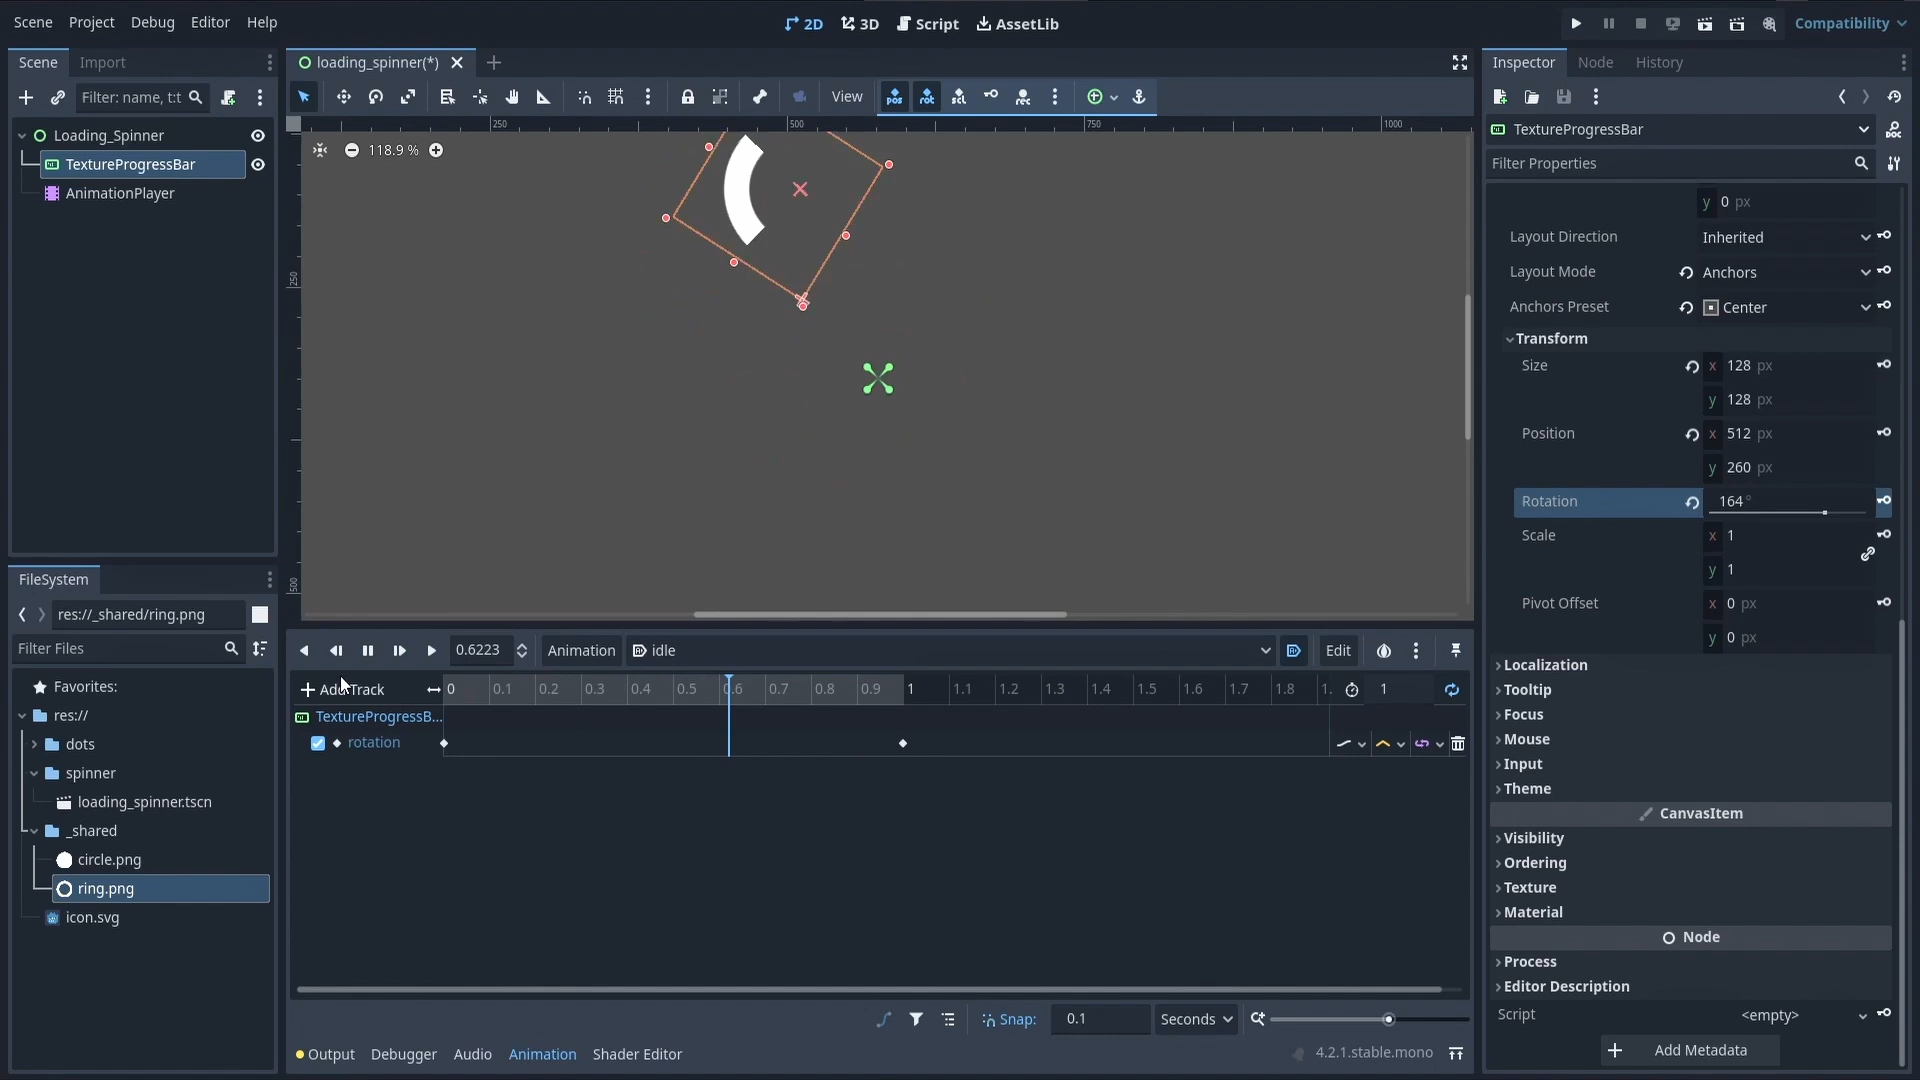 Scene Project Debug Editor Help
2D 3D Script AssetLib
Compatibility
Scene Import
Filter: name, t:t
Loading_Spinner
TextureProgressBar
AnimationPlayer
FileSystem
res://_shared/ring.png
Filter Files
Favorites:
res://
dots
spinner
loading_spinner.tscn
_shared
circle.png
ring.png
icon.svg
loading_spinner(*)
View
pos rot scl rec
250 500 750 1000
118.9 %
250
500
0.6223 Animation idle Edit
Add Track 0 0.1 0.2 0.3 0.4 0.5 0.6 0.7 0.8 0.9 1 1.1 1.2 1.3 1.4 1.5 1.6 1.7 1.8 1. 1
TextureProgressB...
rotation
Snap: 0.1 Seconds
Output Debugger Audio Animation Shader Editor 4.2.1.stable.mono
Inspector Node History
TextureProgressBar
DOC
Filter Properties
y 0 px
Layout Direction Inherited
Layout Mode Anchors
Anchors Preset Center
Transform
Size x 128 px
y 128 px
Position x 512 px
y 260 px
Rotation 164 °
Scale x 1
y 1
Pivot Offset x 0 px
y 0 px
Localization
Tooltip
Focus
Mouse
Input
Theme
CanvasItem
Visibility
Ordering
Texture
Material
Node
Process
Editor Description
Script <empty>
Add Metadata